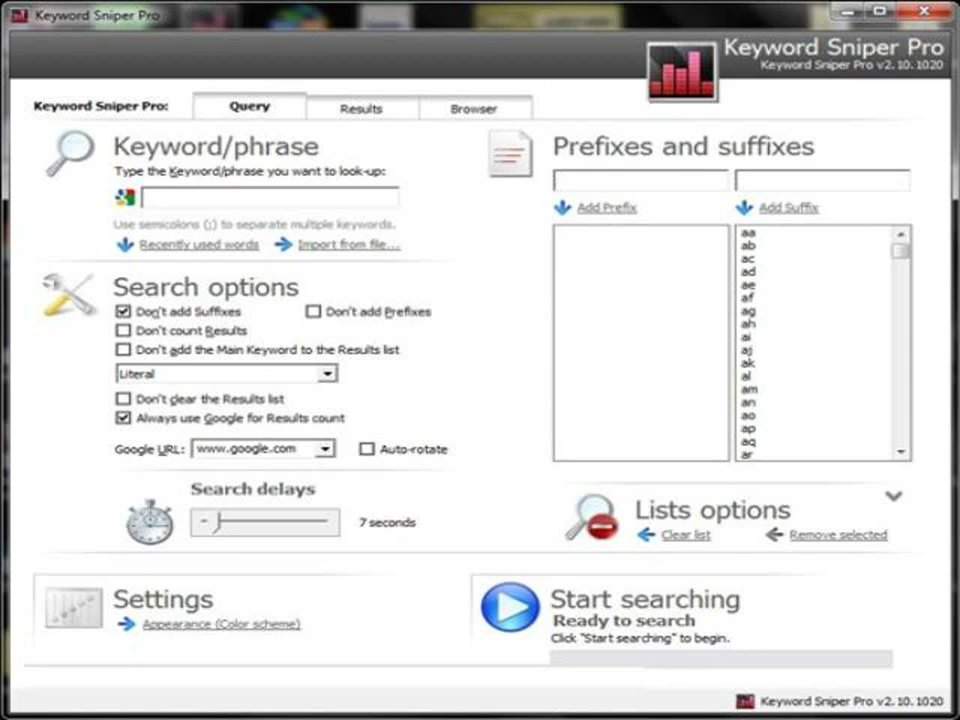 Keyword Sniper Pro
Keyword Sniper Pro
Keyword Sniper Pro v2.10.1020
Keyword Sniper Pro:
Query
Results
Browser
Keyword/phrase
Type the Keyword/phrase you want to look-up:
Use semicolons (;) to separate multiple keywords.
Recently used words
Import from file...
Prefixes and suffixes
Add Prefix
Add Suffix
aa
ab
ac
ad
ae
af
ag
ah
ai
aj
ak
al
am
an
ao
ap
aq
ar
Search options
Don't add Suffixes
Don't add Prefixes
Don't count Results
Don't add the Main Keyword to the Results list
Literal
Don't clear the Results list
Always use Google for Results count
Google URL: www.google.com
Auto-rotate
Search delays
7 seconds
Lists options
Clear list
Remove selected
Settings
Appearance (Color scheme)
Start searching
Ready to search
Click "Start searching" to begin.
Keyword Sniper Pro v2.10.1020